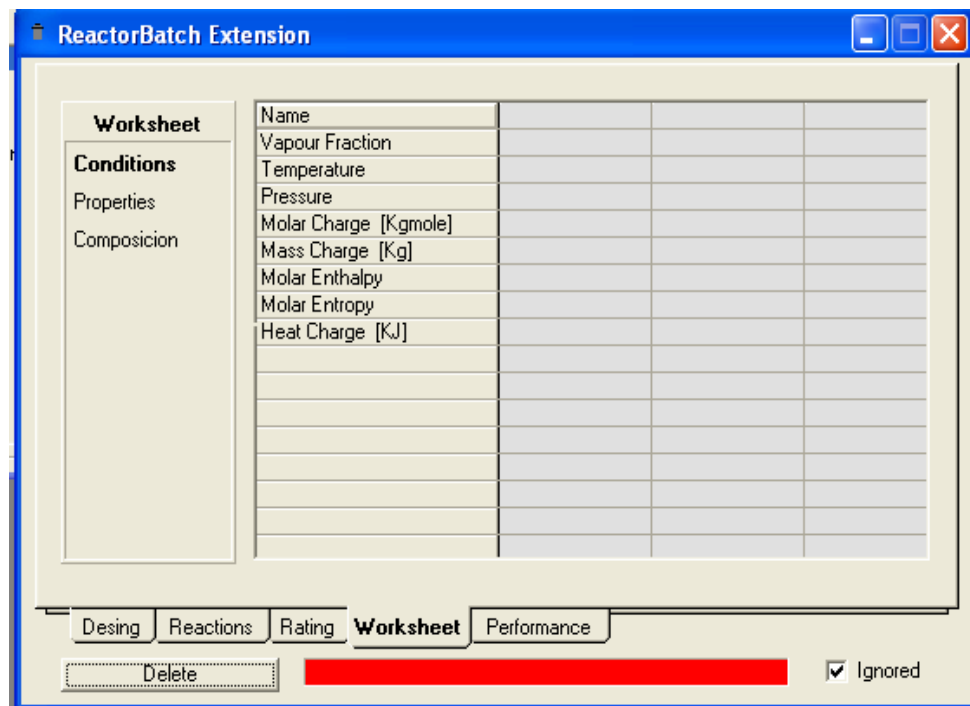 ReactorBatch Extension
Worksheet
Conditions
Properties
Composicion
Name
Vapour Fraction
Temperature
Pressure
Molar Charge [Kgmole]
Mass Charge [Kg]
Molar Enthalpy
Molar Entropy
Heat Charge [KJ]
Desing Reactions Rating Worksheet Performance
Delete
Ignored